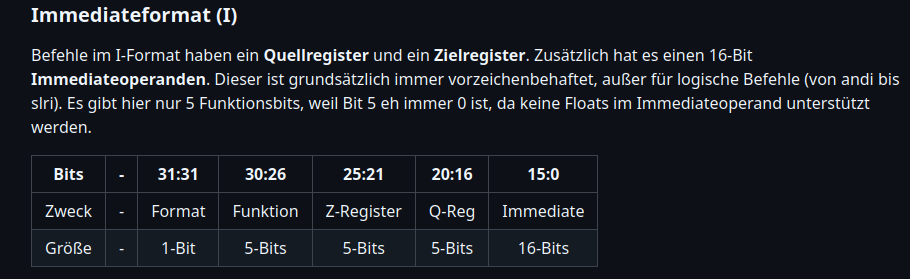 Immediateformat (I)
Befehle im I-Format haben ein Quellregister und ein Zielregister. Zusätzlich hat es einen 16-Bit
Immediateoperanden. Dieser ist grundsätzlich immer vorzeichenbehaftet, außer für logische Befehle (von andi bis
slri). Es gibt hier nur 5 Funktionsbits, weil Bit 5 eh immer 0 ist, da keine Floats im Immediateoperand unterstützt
werden.
Bits - 31:31 30:26 25:21 20:16 15:0
Zweck - Format Funktion Z-Register Q-Reg Immediate
Größe - 1-Bit 5-Bits 5-Bits 5-Bits 16-Bits